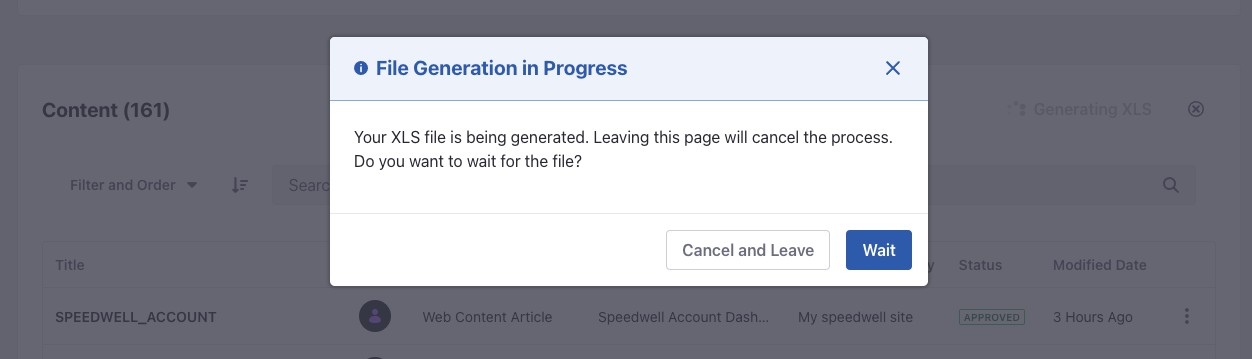 File Generation in Progress
Content (161)
Generating XLS
Your XLS file is being generated. Leaving this page will cancel the process.
Do you want to wait for the file?
Filter and Order
Searc
Cancel and Leave
Wait
Title
y
Status
Modified Date
SPEEDWELL_ACCOUNT
Web Content Article
Speedwell Account Dash...
My speedwell site
APPROVED
3 Hours Ago